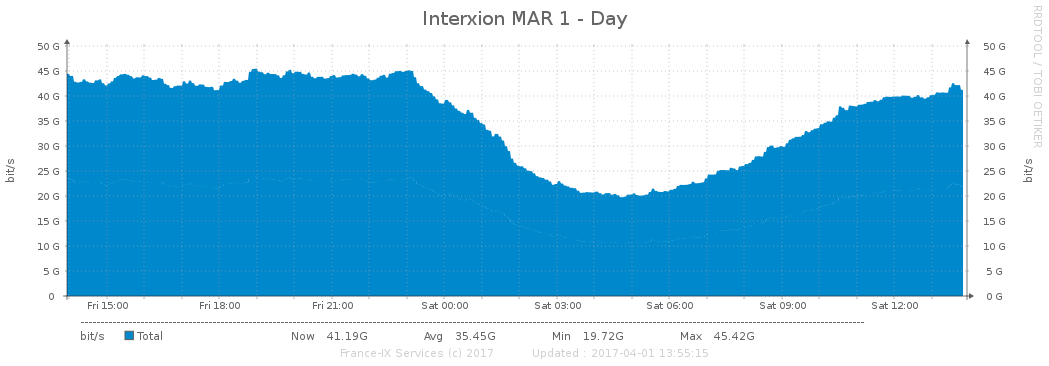 Interxion MAR 1 - Day
RRDTOOL / TOBI OETIKER
bit/s
50 G 50 G
45 G 45 G
40 G 40 G
35 G 35 G
30 G 30 G
25 G 25 G
20 G 20 G
15 G 15 G
10 G 10 G
5 G 5 G
0 0 G
bit/s
Fri 15:00 Fri 18:00 Fri 21:00 Sat 00:00 Sat 03:00 Sat 06:00 Sat 09:00 Sat 12:00
bit/s Total Now 41.19G Avg 35.45G Min 19.72G Max 45.42G
France-IX Services (c) 2017 Updated : 2017-04-01 13:55:15